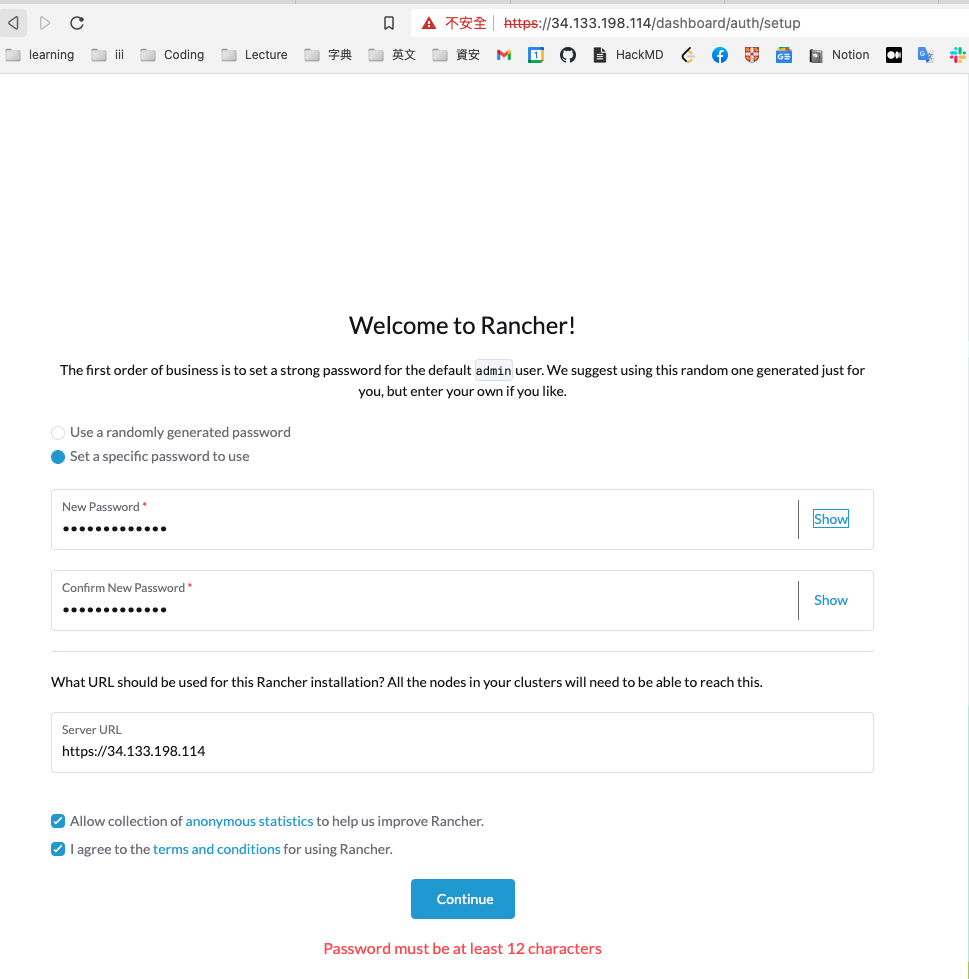 不安全 https://34.133.198.114/dashboard/auth/setup
learning iii Coding Lecture 字典 英文 資安 1 HackMD GE Notion G
Welcome to Rancher!
The first order of business is to set a strong password for the default admin user. We suggest using this random one generated just for
you, but enter your own if you like.
Use a randomly generated password
Set a specific password to use
New Password *
•••••••••••••
Show
Confirm New Password *
•••••••••••••
Show
What URL should be used for this Rancher installation? All the nodes in your clusters will need to be able to reach this.
Server URL
https://34.133.198.114
Allow collection of anonymous statistics to help us improve Rancher.
I agree to the terms and conditions for using Rancher.
Continue
Password must be at least 12 characters